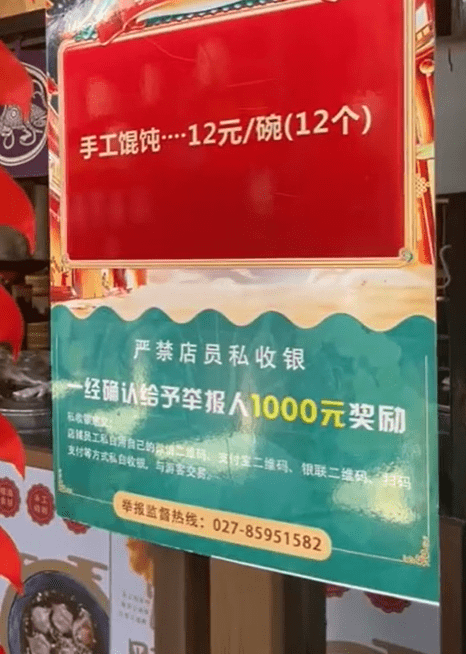 手工馄饨····12元/碗(12个)
严禁店员私收银
一经确认给予举报人1000元奖励
私收银意义：
店铺员工私自用自己的微信二维码、支付宝二维码、银联二维码、扫码
支付等方式私自收银，与游客交易。
举报监督热线：027-85951582